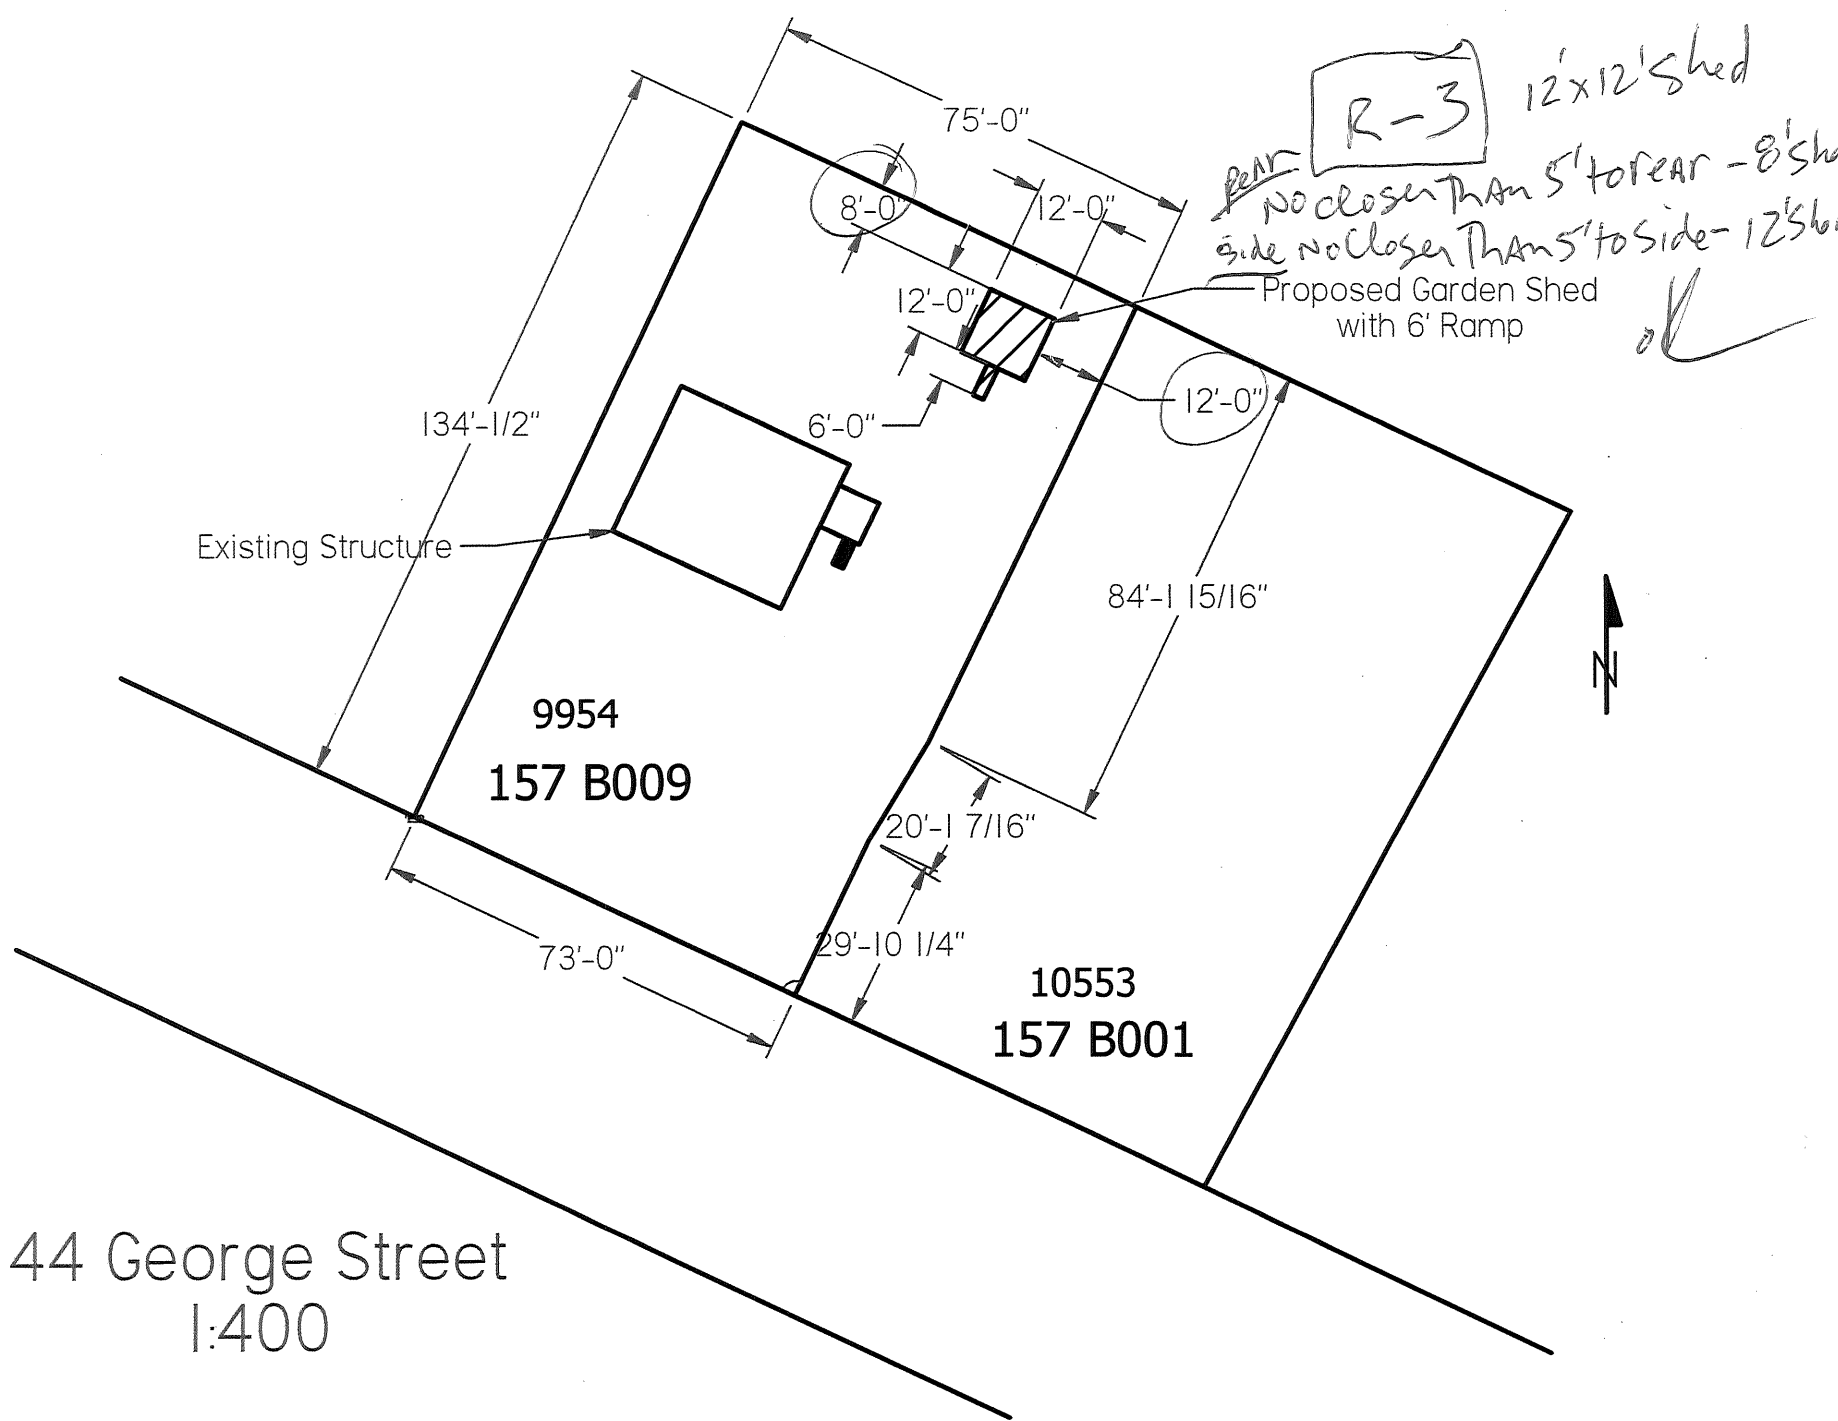 75'-0"
R-3
12'x12' shed
Rear
No closer Than 5' to rear - 8' sho
side No Closer Than 5' to side - 12' sho
ok
8'-0"
12'-0"
12'-0"
Proposed Garden Shed
with 6' Ramp
12'-0"
6'-0"
134'-1/2"
Existing Structure
84'-1 15/16"
N
9954
157 B009
20'-1 7/16"
29'-10 1/4"
73'-0"
10553
157 B001
44 George Street
1:400